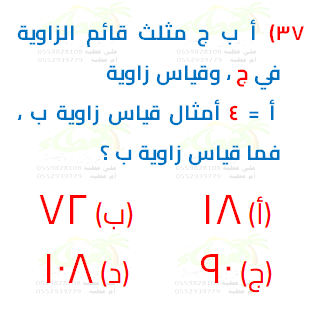 ٣٧) أ ب ج مثلث قائم الزاوية
في ج ، وقياس زاوية
أ = ٤ أمثال قياس زاوية ب ،
فما قياس زاوية ب ؟
(أ) ١٨ (ب) ٧٢
(ج) ٩٠ (د) ١٠٨